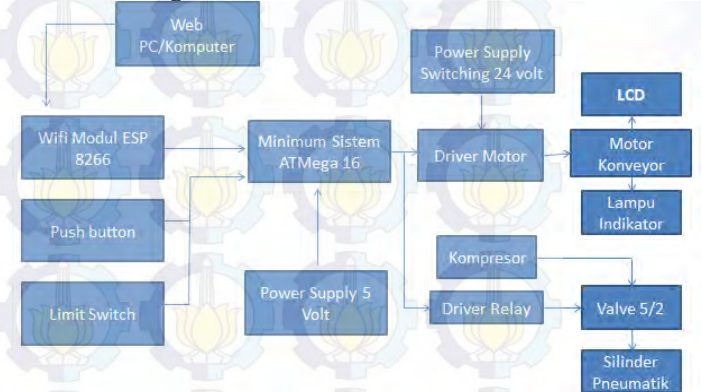 Web
PC/Komputer
Power Supply
Switching 24 volt
LCD
Wifi Modul ESP
8266
Minimum Sistem
ATMega 16
Driver Motor
Motor
Konveyor
Push button
Lampu
Indikator
Kompresor
Limit Switch
Power Supply 5
Volt
Driver Relay
Valve 5/2
Silinder
Pneumatik